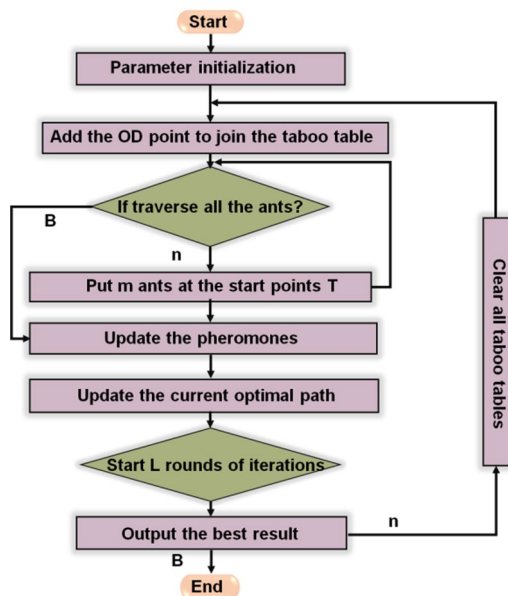 Start
Parameter initialization
Add the OD point to join the taboo table
If traverse all the ants?
B
n
Put m ants at the start points T
Update the pheromones
Update the current optimal path
Start L rounds of iterations
Output the best result
n
B
End
Clear all taboo tables